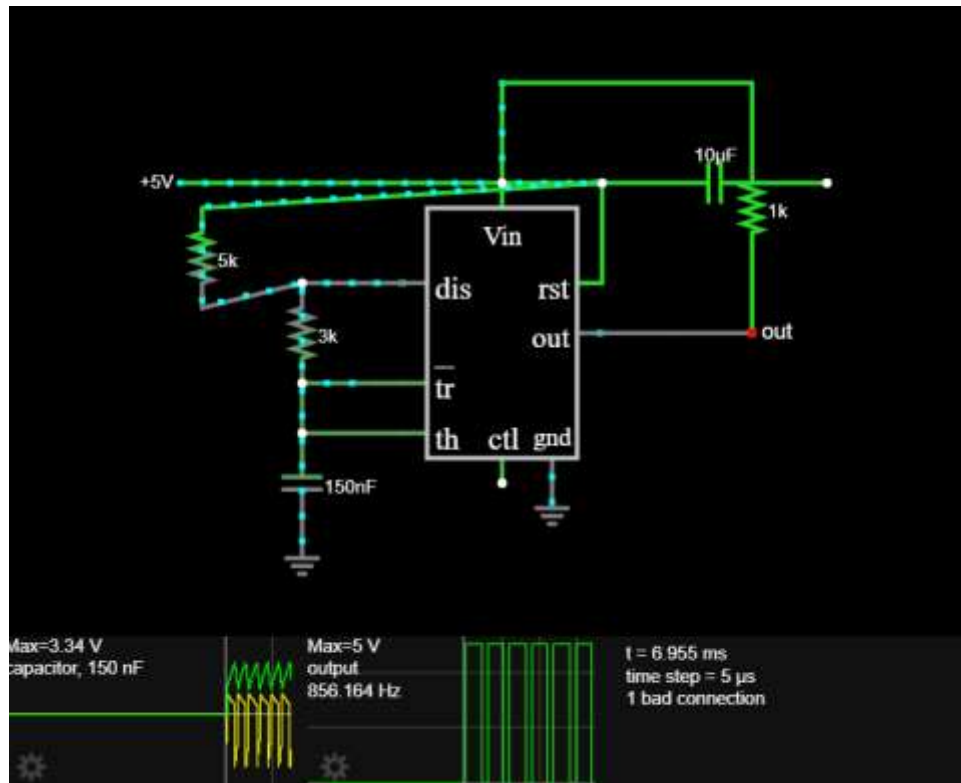 10µF
+5V
1k
Vin
5k
dis
rst
out
out
3k
tr
th
ctl
gnd
150nF
Max=3.34 V
capacitor, 150 nF
Max=5 V
output
856.164 Hz
t = 6.955 ms
time step = 5 µs
1 bad connection